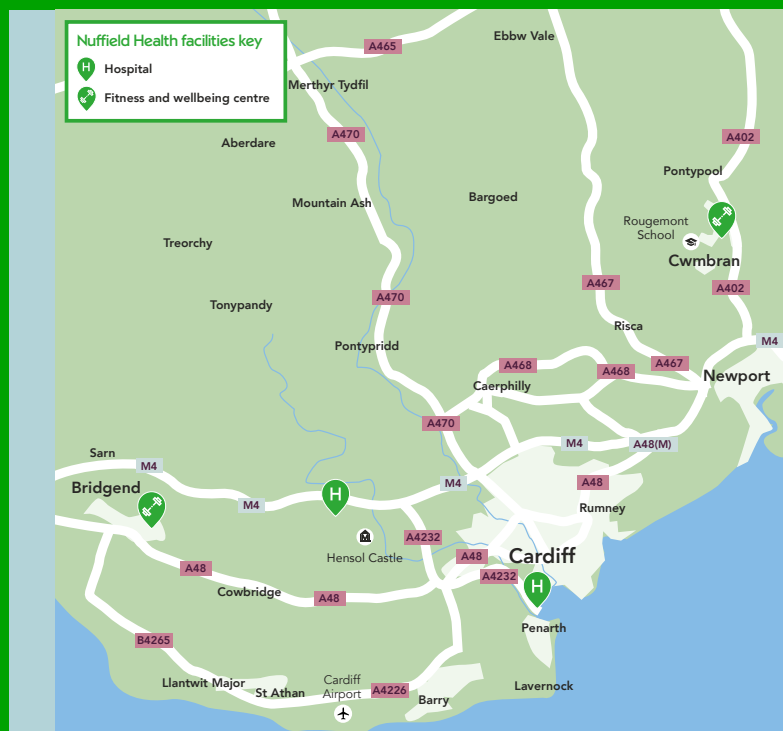 Nuffield Health facilities key
H Hospital
Fitness and wellbeing centre
Ebbw Vale
A465
Merthyr Tydfil
A470
A402
Aberdare
Pontypool
Mountain Ash
Bargoed
Rougemont
School
Treorchy
Cwmbran
A467
A402
A470
Tonypandy
Risca
Pontypridd
M4
A468
A467
A468
Newport
Caerphilly
A470
M4
A48(M)
Sarn
M4
M4
A48
Bridgend
H
M4
Rumney
A4232
Hensol Castle
A48
Cardiff
A48
A4232
H
Cowbridge
A48
Penarth
B4265
Llantwit Major
St Athan
Cardiff
Airport
A4226
Barry
Lavernock